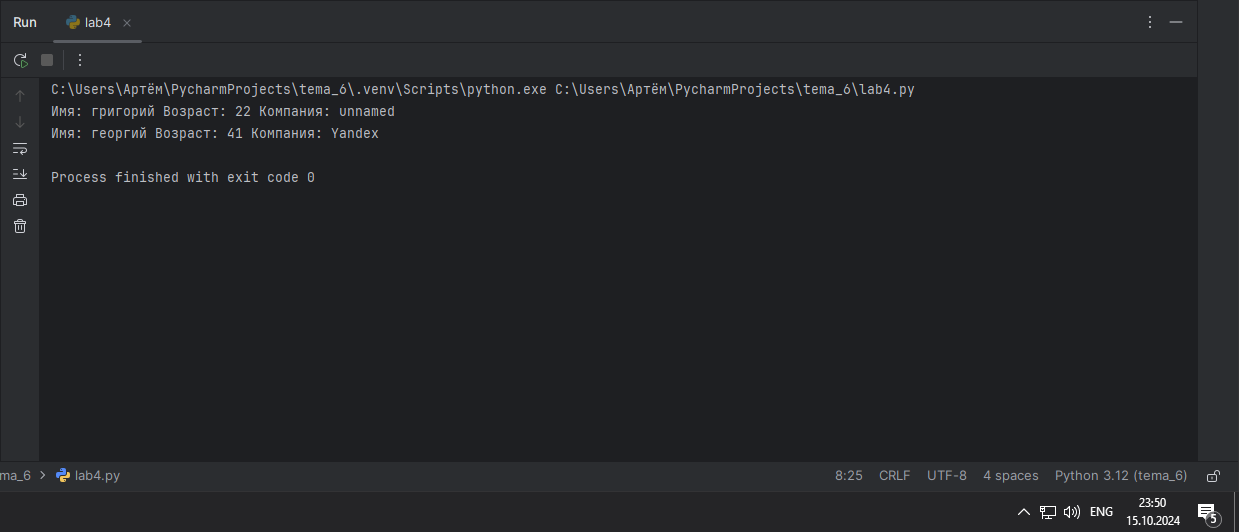 Run lab4
C:\Users\Артём\PycharmProjects\tema_6\.venv\Scripts\python.exe C:\Users\Артём\PycharmProjects\tema_6\lab4.py
Имя: григорий Возраст: 22 Компания: unnamed
Имя: георгий Возраст: 41 Компания: Yandex
Process finished with exit code 0
ma_6 > lab4.py 8:25 CRLF UTF-8 4 spaces Python 3.12 (tema_6)
ENG 23:50
15.10.2024 5